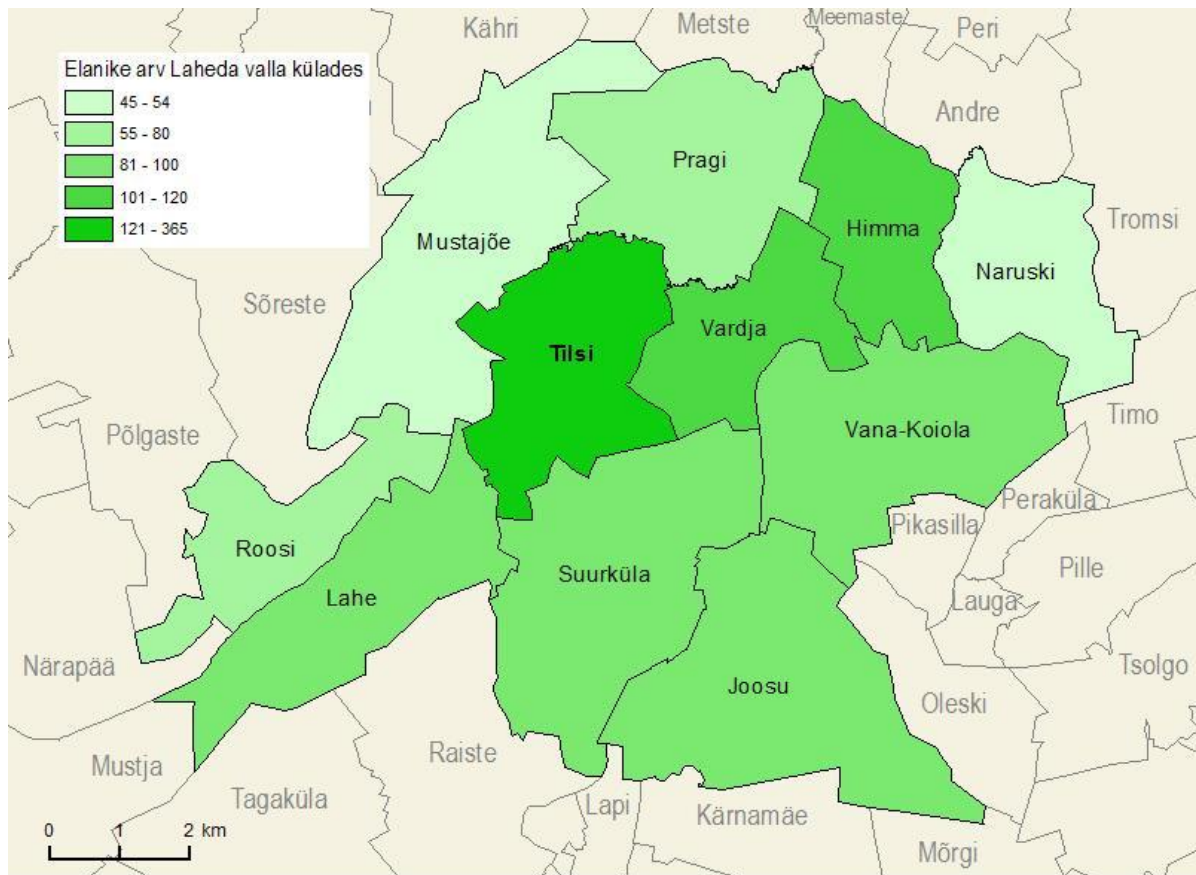 Kähri
Metste
Meemaste
Peri
Elanike arv Laheda valla külades
45 - 54
55 - 80
81 - 100
101 - 120
121 - 365
Andre
Pragi
Himma
Tromsi
Mustajõe
Naruski
Sõreste
Vardja
Tilsi
Timo
Põlgaste
Vana-Koiola
Peraküla
Pikasilla
Roosi
Suurküla
Pille
Lahe
Lauga
Närapää
Tsolgo
Joosu
Oleski
Mustja
Raiste
Tagaküla
Lapi
Kärnamäe
0 1 2 km
Mõrgi